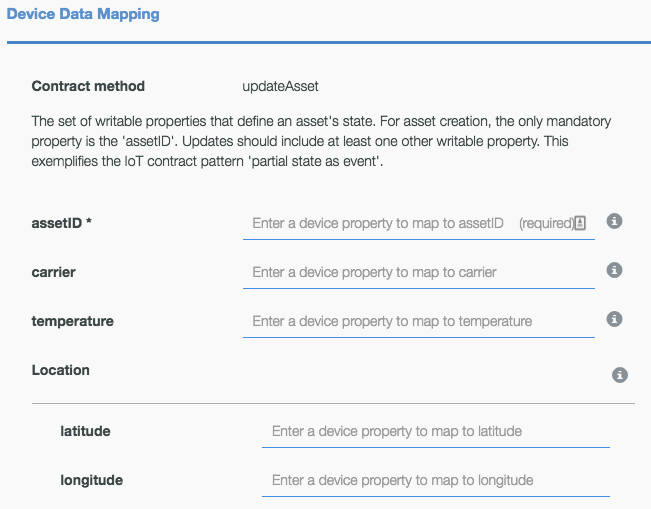 Device Data Mapping
Contract method updateAsset
The set of writable properties that define an asset's state. For asset creation, the only mandatory
property is the 'assetID'. Updates should include at least one other writable property. This
exemplifies the IoT contract pattern 'partial state as event'.
assetID * Enter a device property to map to assetID (required)
carrier Enter a device property to map to carrier
temperature Enter a device property to map to temperature
Location
latitude Enter a device property to map to latitude
longitude Enter a device property to map to longitude